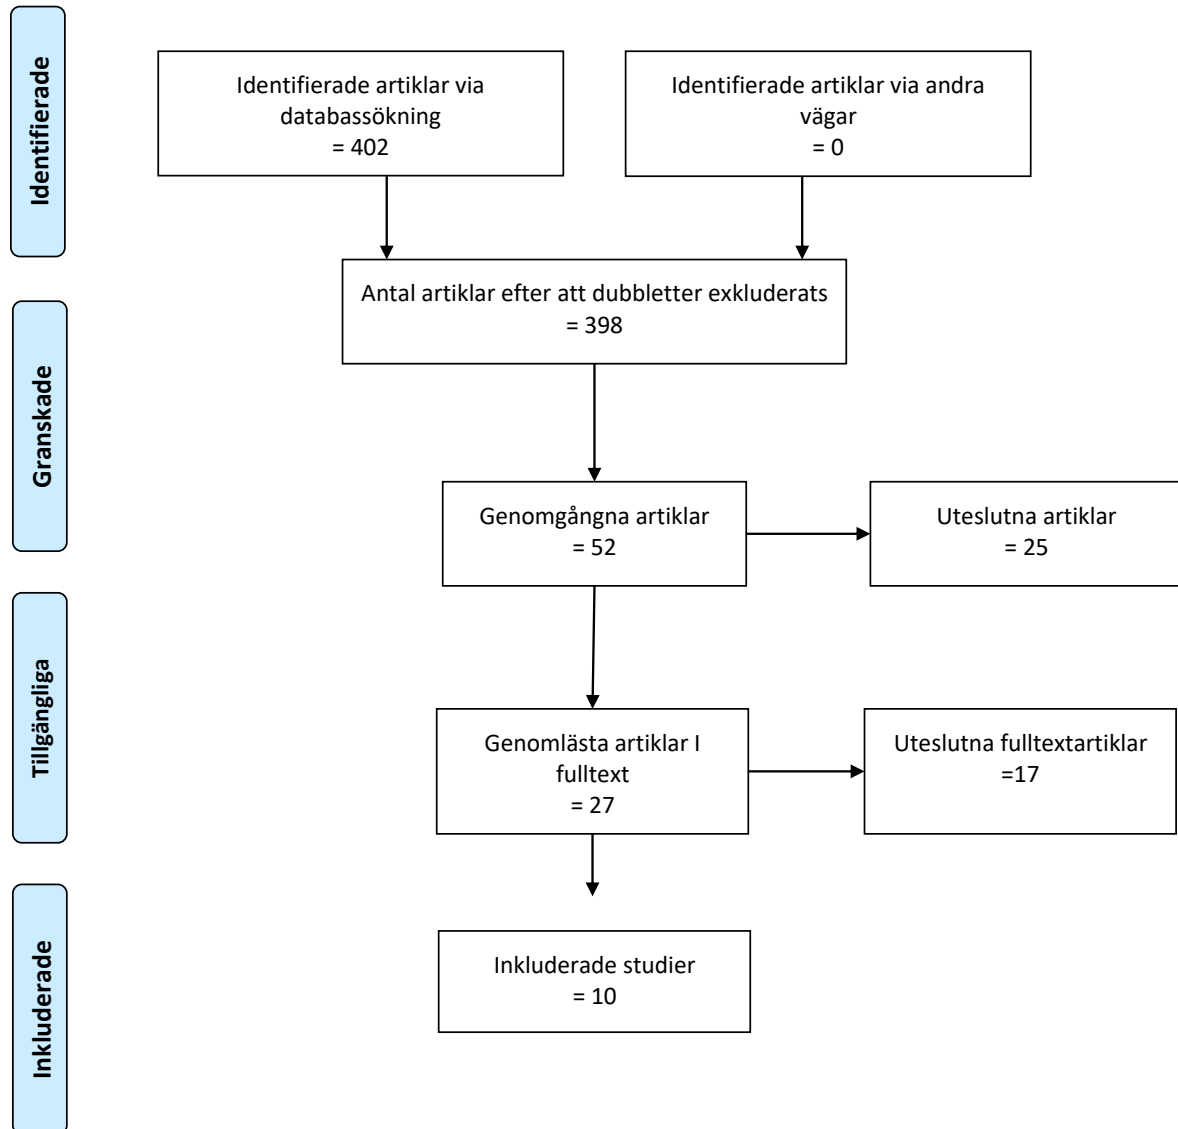 Identifierade
Identifierade artiklar via
databassökning
= 402
Identifierade artiklar via andra
vägar
= 0
Antal artiklar efter att dubbletter exkluderats
= 398
Granskade
Genomgångna artiklar
= 52
Uteslutna artiklar
= 25
Tillgängliga
Genomlästa artiklar I
fulltext
= 27
Uteslutna fulltextartiklar
=17
Inkluderade
Inkluderade studier
= 10